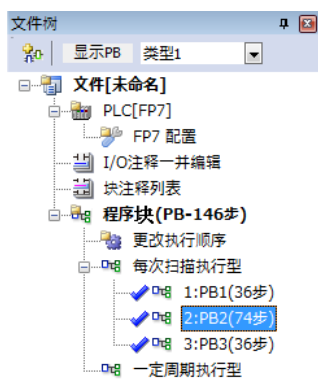 文件树
显示PB 类型1
文件[未命名]
PLC[FP7]
FP7 配置
I/O注释一并编辑
块注释列表
程序块(PB-146步)
更改执行顺序
每次扫描执行型
1:PB1(36步)
2:PB2(74步)
3:PB3(36步)
一定周期执行型